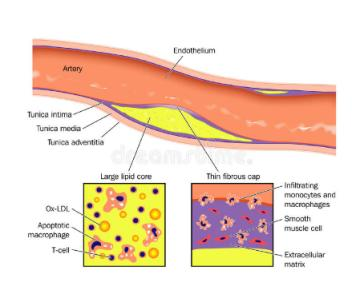 Endothelium
Artery
Tunica intima
Tunica media
Tunica adventitia
dreamstime
Large lipid core
Thin fibrous cap
Ox-LDL
Apoptotic
macrophage
T-cell
Infiltrating
monocytes and
macrophages
Smooth
muscle cell
Extracellular
matrix